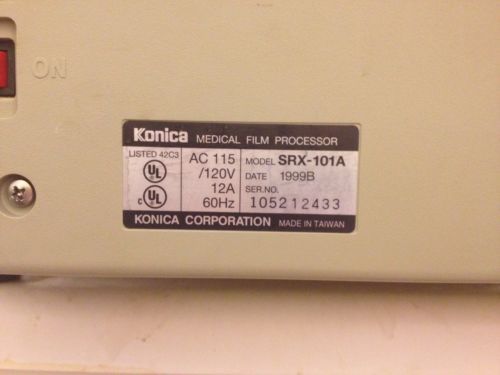 ON
Konica MEDICAL FILM PROCESSOR
LISTED 42C3
UL
c UL
AC 115
/120V
12A
60Hz
MODEL SRX-101A
DATE 1999B
SER.NO.
105212433
KONICA CORPORATION MADE IN TAIWAN